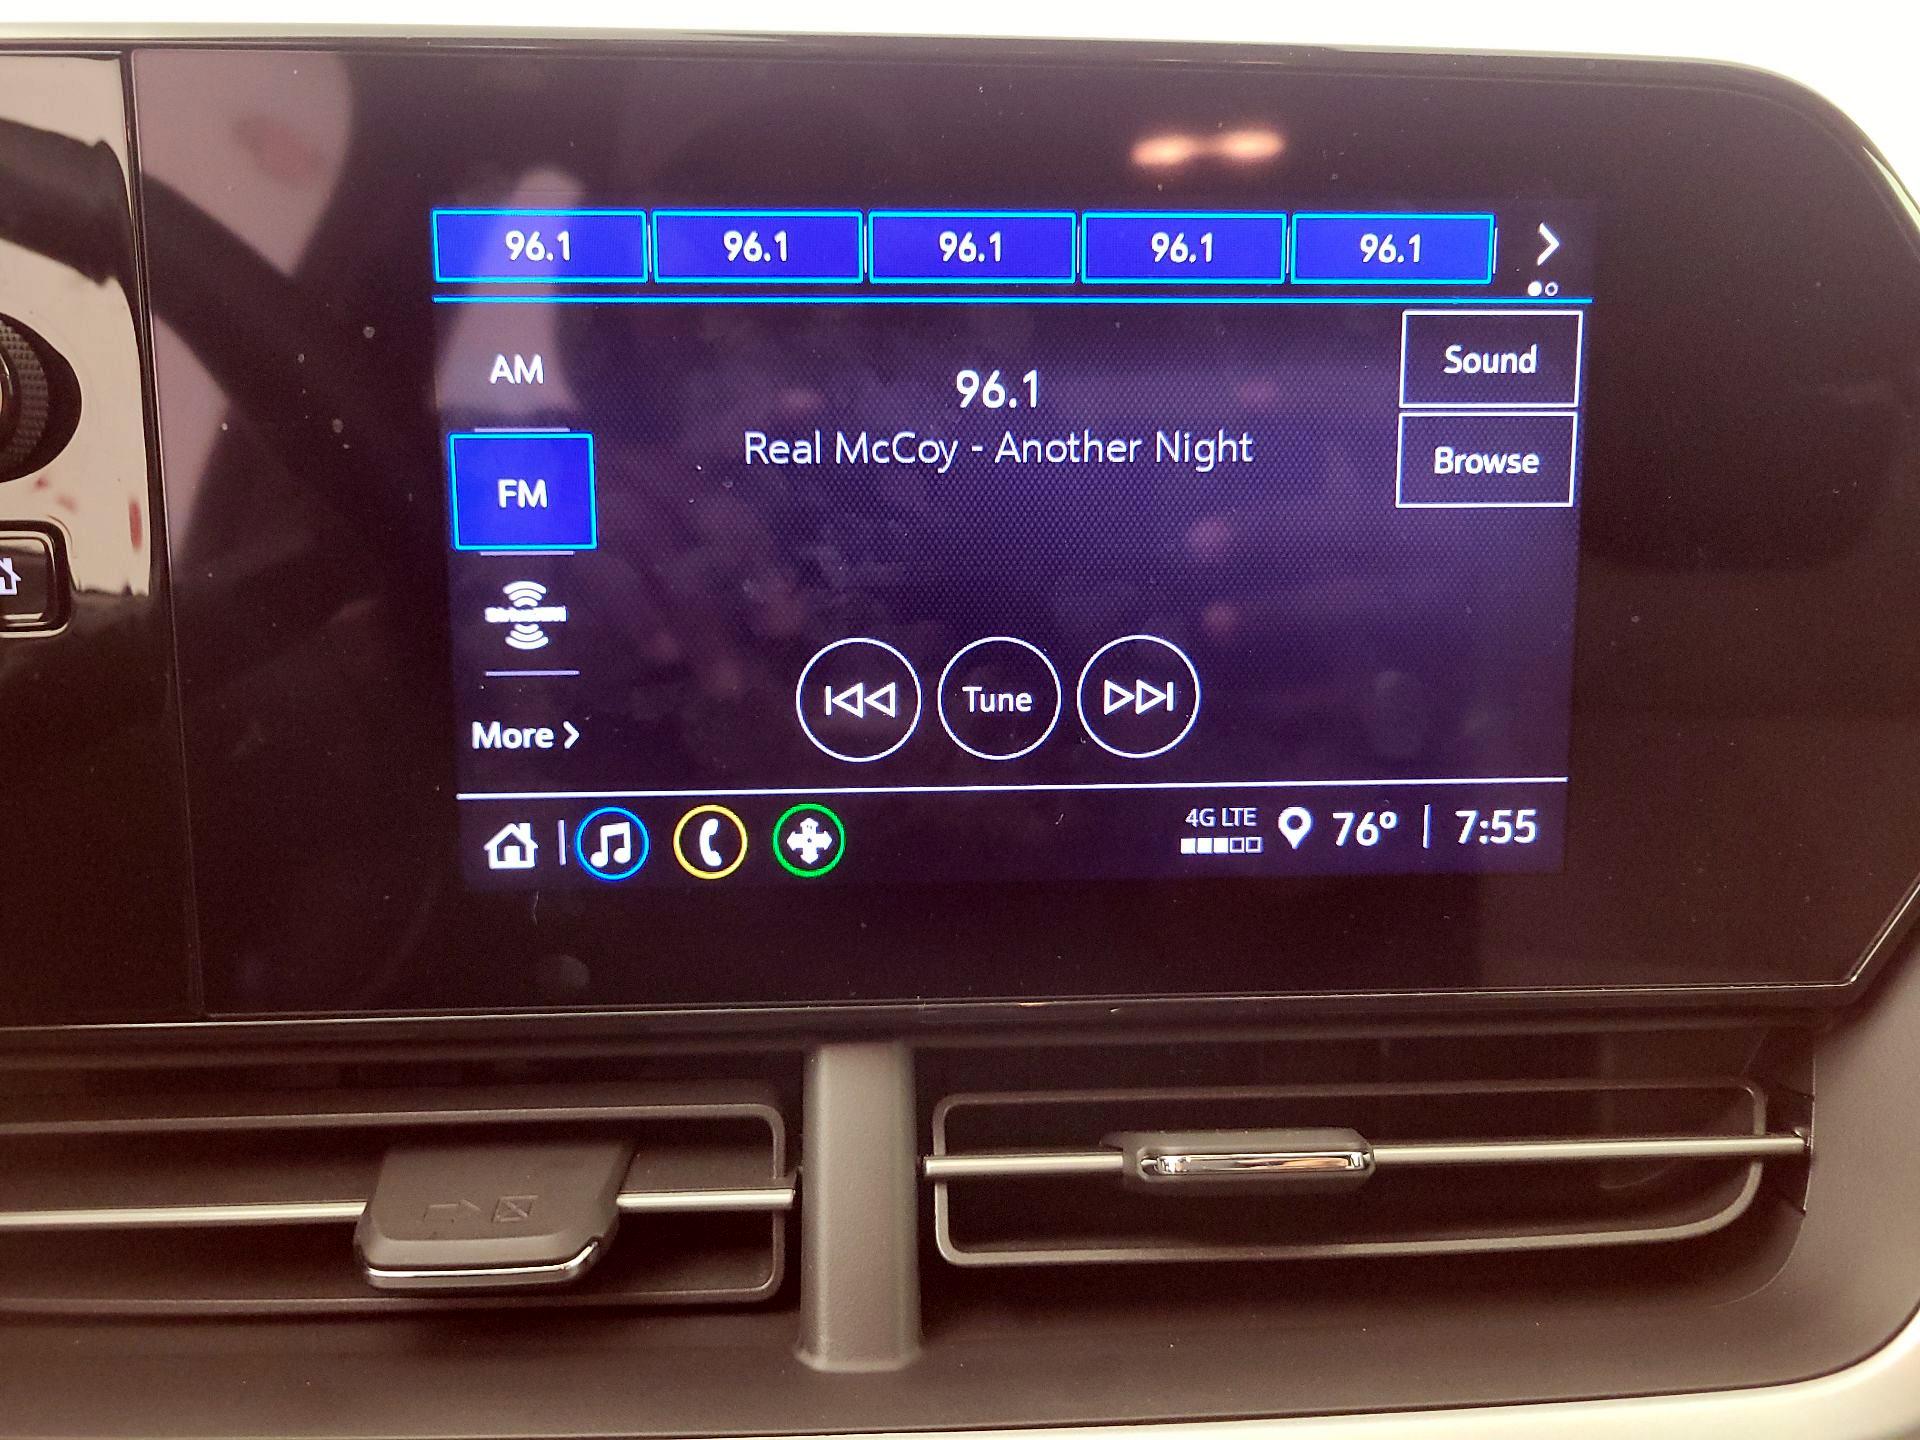 96.1 96.1 96.1 96.1 96.1
AM
96.1
Real McCoy - Another Night
Sound
Browse
FM
SiriusXM
More
Tune
4G LTE
76° 7:55